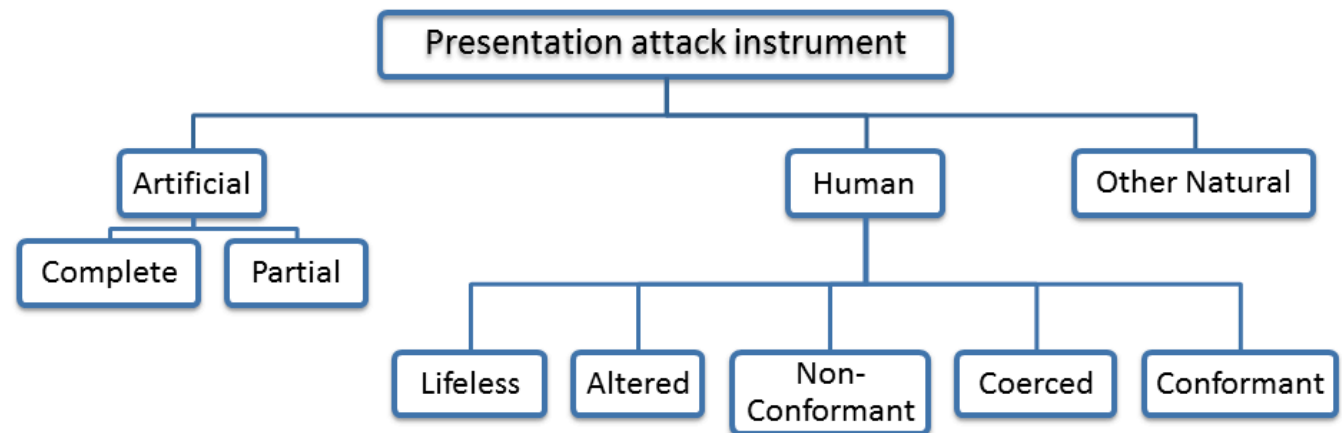 Presentation attack instrument
Artificial
Human
Other Natural
Complete
Partial
Lifeless
Altered
Non-
Conformant
Coerced
Conformant